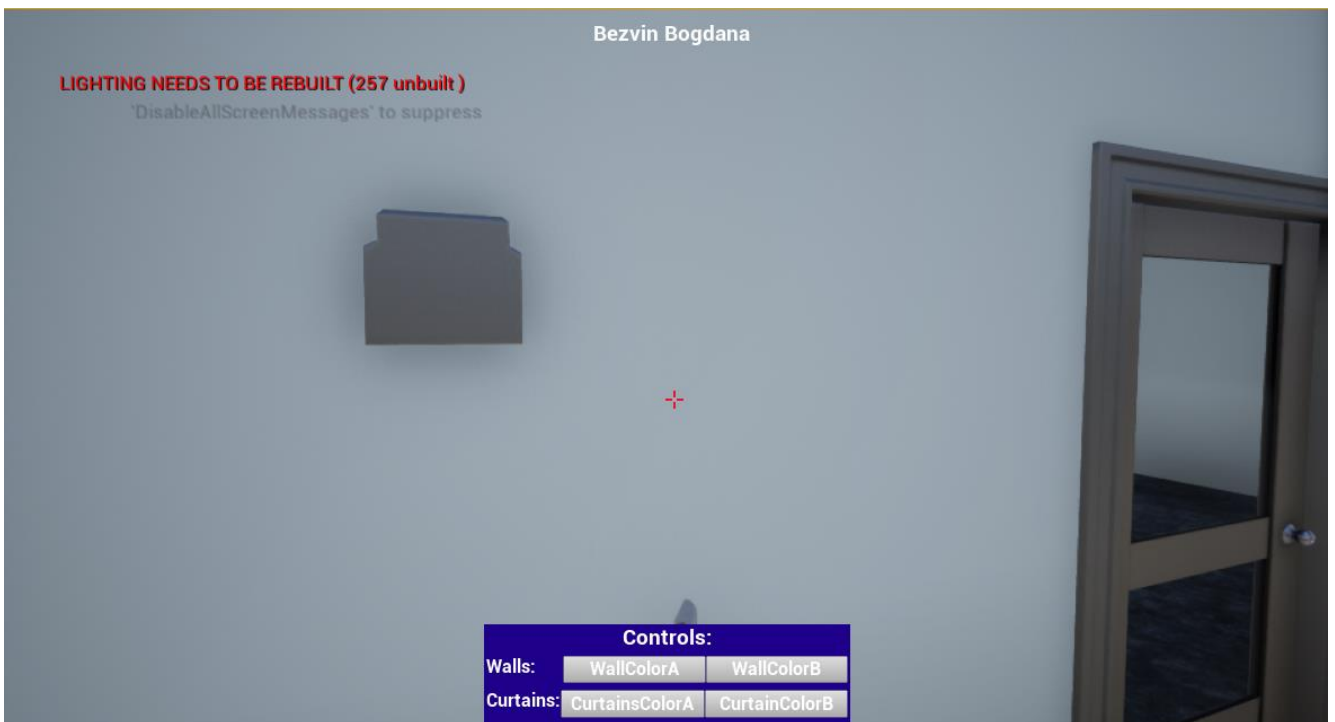 Bezvin Bogdana
LIGHTING NEEDS TO BE REBUILT (257 unbuilt )
'DisableAllScreenMessages' to suppress
Controls:
Walls: WallColorA WallColorB
Curtains: CurtainsColorA CurtainColorB